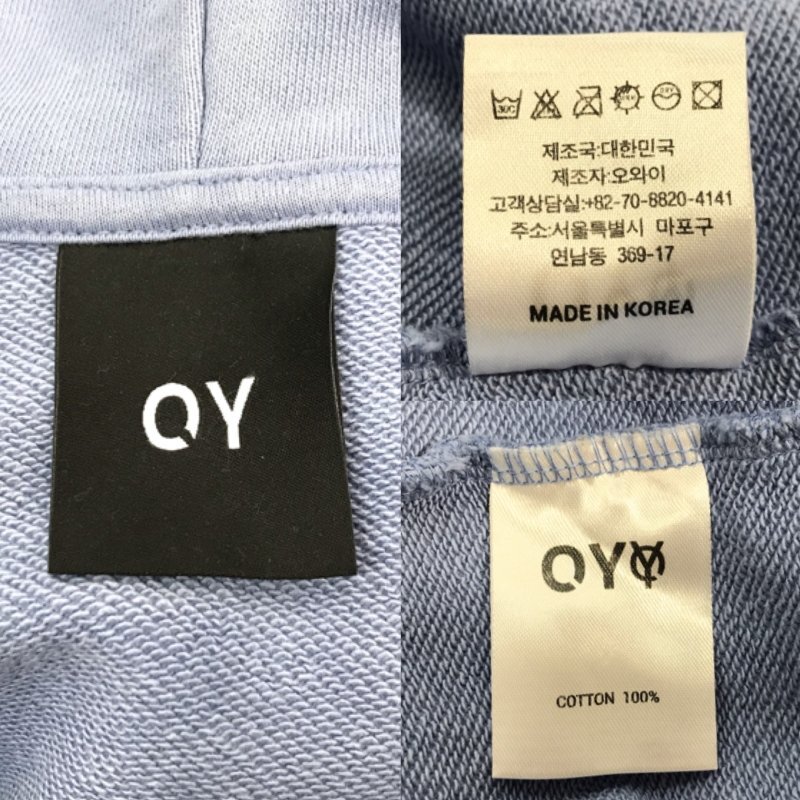 OY
30C
제조국:대한민국
제조자:오와이
고객상담실:+82-70-8820-4141
주소:서울특별시 마포구
연남동 369-17
MADE IN KOREA
OYY
COTTON 100%